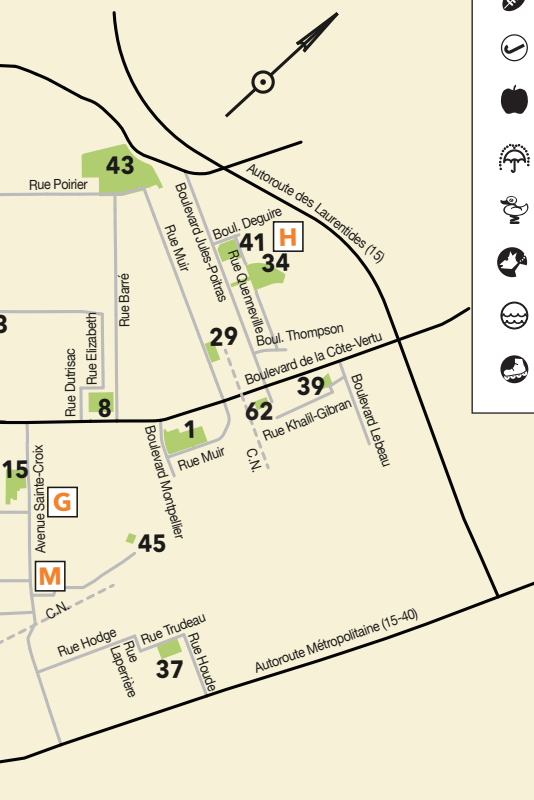 43
Rue Poirier
Autoroute des Laurentides (15)
Boulevard Jules-Poitras
Boul. Deguire
41
H
34
Rue Muir
Rue Quenneville
Rue Barré
3
Rue Elizabeth
Rue Dutrisac
29
Boul. Thompson
Boulevard de la Côte-Vertu
39
8
62
Rue Khalil-Gibran
Boulevard Lebeau
1
Rue Muir
Boulevard Montpellier
C.N.
15
Avenue Sainte-Croix
G
45
M
C.N.
Rue Hodge
Rue Trudeau
Rue
Laperrière
Rue Houde
37
Autoroute Métropolitaine (15-40)